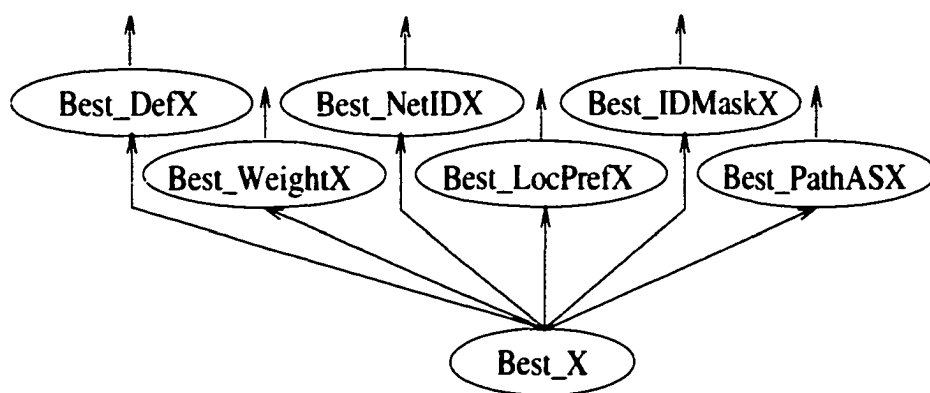 Best_DefX
Best_NetIDX
Best_IDMaskX
Best_WeightX
Best_LocPrefX
Best_PathASX
Best_X